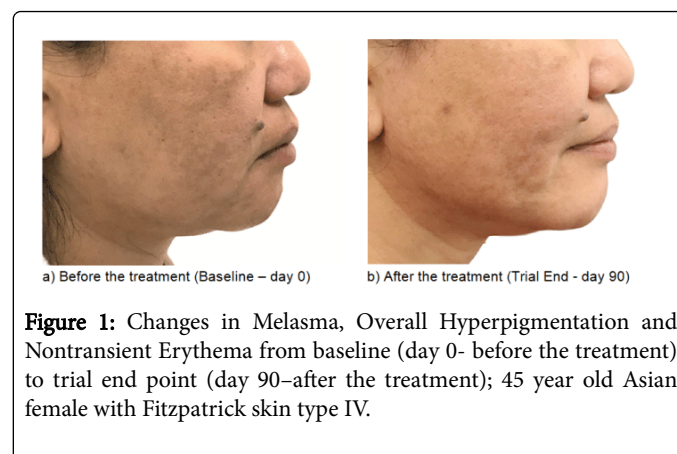 a) Before the treatment (Baseline – day 0)
b) After the treatment (Trial End - day 90)
Figure 1: Changes in Melasma, Overall Hyperpigmentation and
Nontransient Erythema from baseline (day 0- before the treatment)
to trial end point (day 90–after the treatment); 45 year old Asian
female with Fitzpatrick skin type IV.